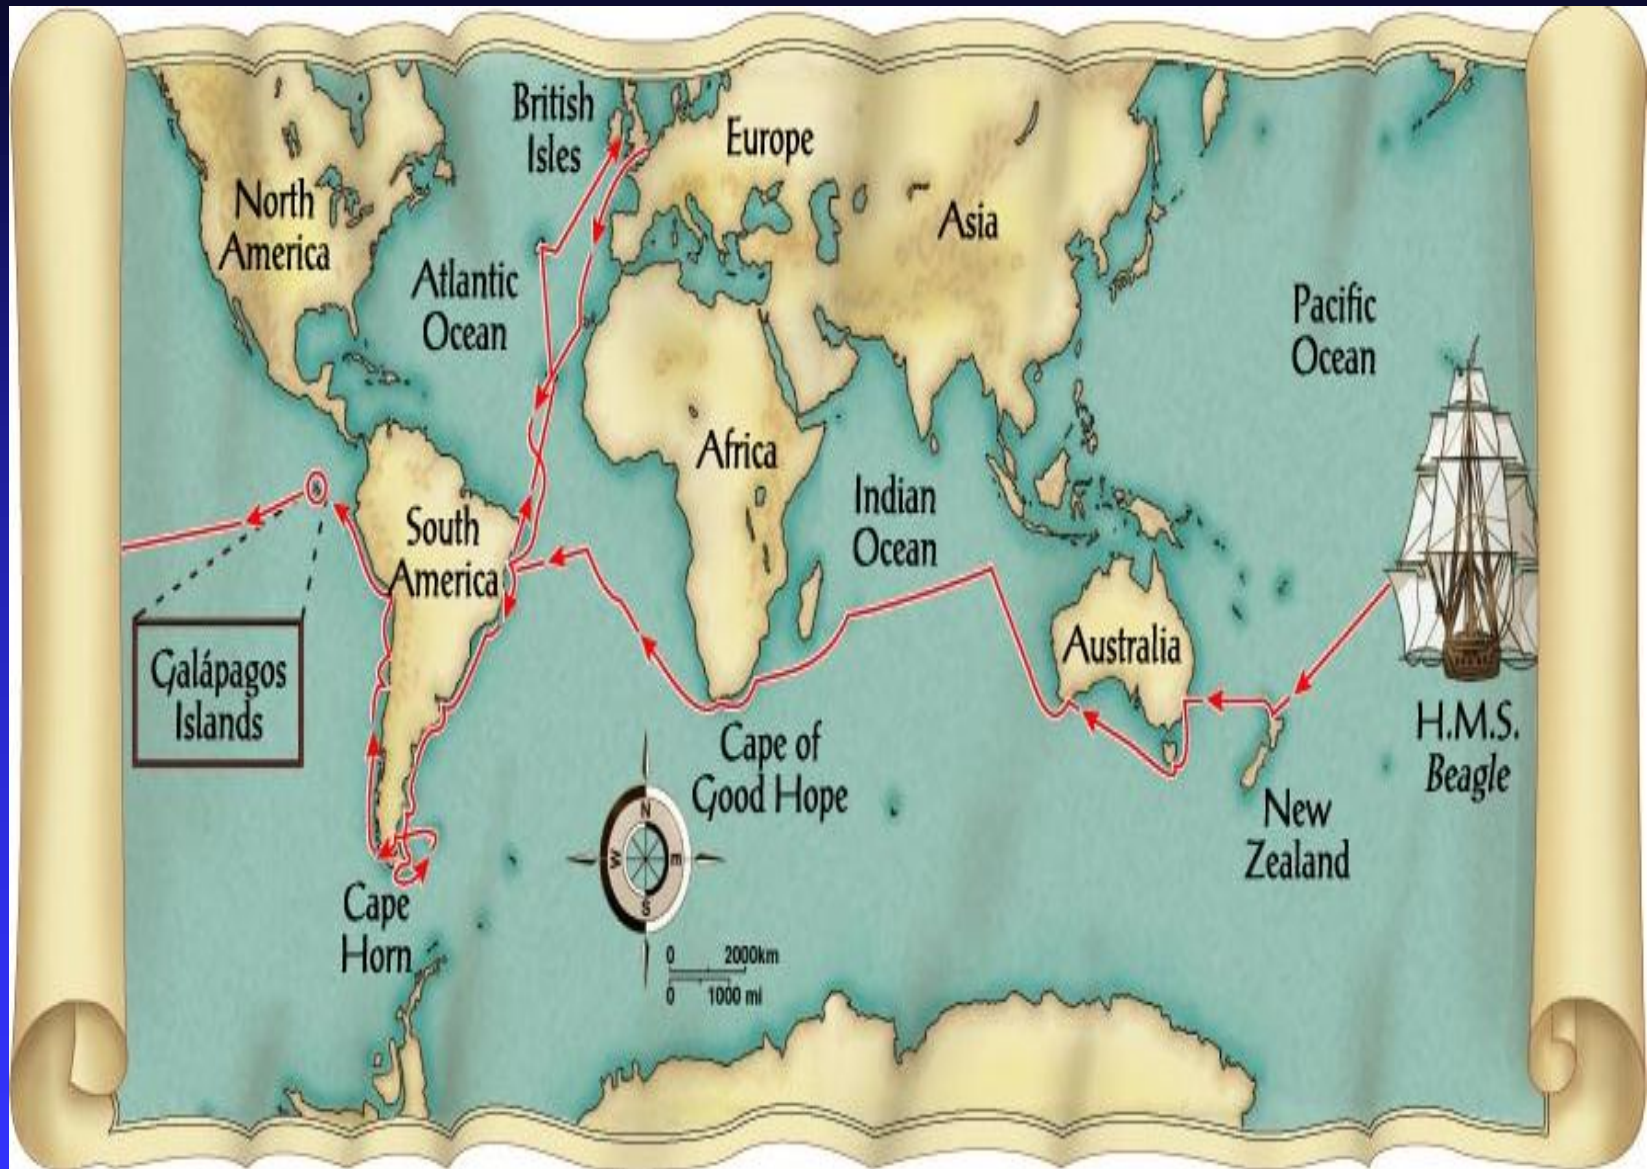 British
Isles
Europe
North
America
Asia
Atlantic
Ocean
Pacific
Ocean
Africa
Indian
Ocean
South
America
Galápagos
Islands
Australia
H.M.S.
Beagle
Cape of
Good Hope
New
Zealand
Cape
Horn
N
W
E
S
0 2000km
0 1000 mi